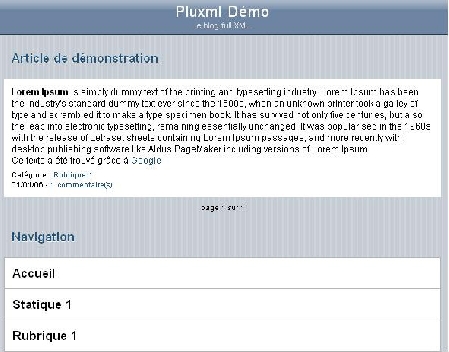 Pluxml Démo
le blog full XML
Article de démonstration
Lorem Ipsum is simply dummy text of the printing and typesetting industry. Lorem Ipsum has been
the industry's standard dummy text ever since the 1500s, when an unknown printer took a galley of
type and scrambled it to make a type specimen book. It has survived not only five centuries, but also
the leap into electronic typesetting, remaining essentially unchanged. It was popularised in the 1960s
with the release of Letraset sheets containing Lorem Ipsum passages, and more recently with
desktop publishing software like Aldus PageMaker including versions of Lorem Ipsum.
Ce texte a été trouvé grâce à Google
Catégorie : Rubrique 1
01/01/06 - 1 commentaire(s)
page 1 sur 1
Navigation
Accueil
Statique 1
Rubrique 1